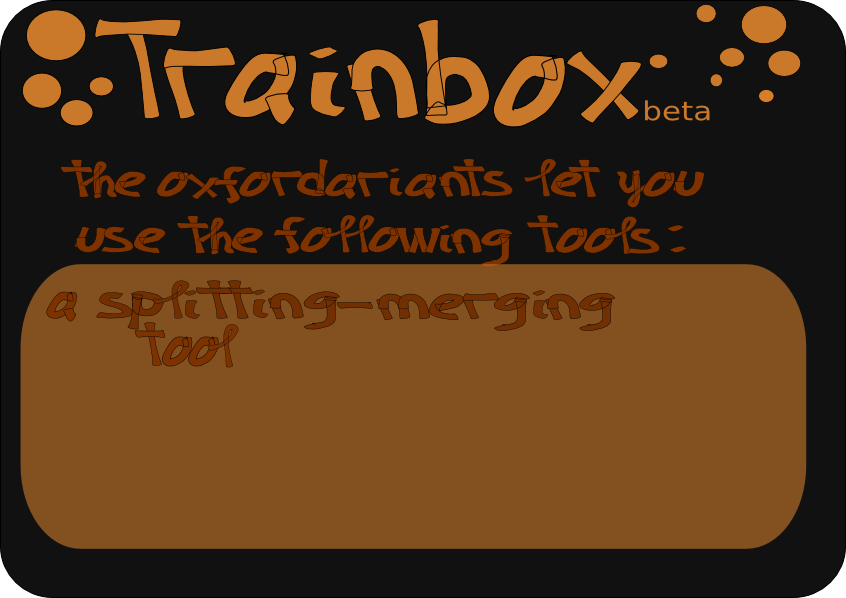 Trainbox beta
the oxfordariants let you
use the following tools:
a splitting-merging
tool